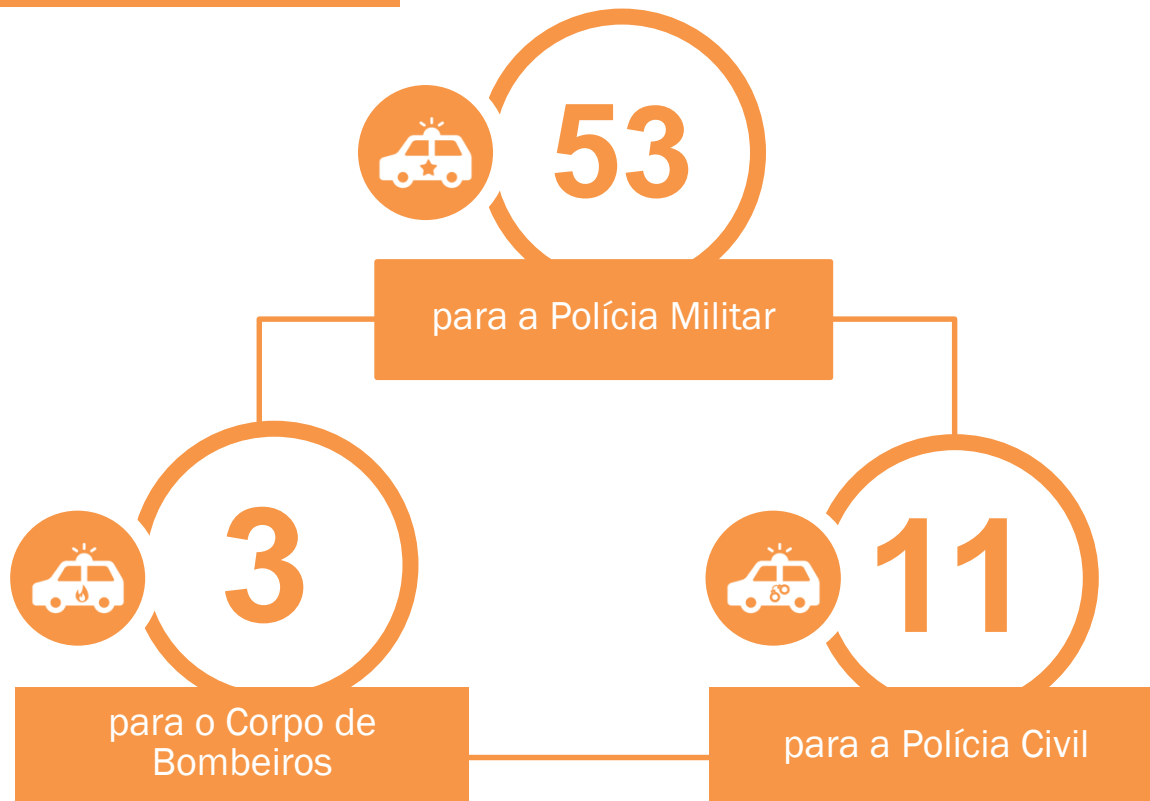 53
para a Polícia Militar
3
para o Corpo de
Bombeiros
11
para a Polícia Civil